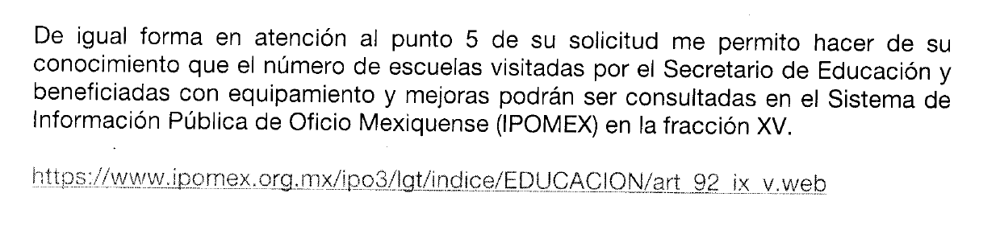 De igual forma en atención al punto 5 de su solicitud me permito hacer de su
conocimiento que el número de escuelas visitadas por el Secretario de Educación y
beneficiadas con equipamiento y mejoras podrán ser consultadas en el Sistema de
Información Pública de Oficio Mexiquense (IPOMEX) en la fracción XV.
https://www.ipomex.org.mx/ipo3/lgt/indice/EDUCACION/art_92_ix_v.web